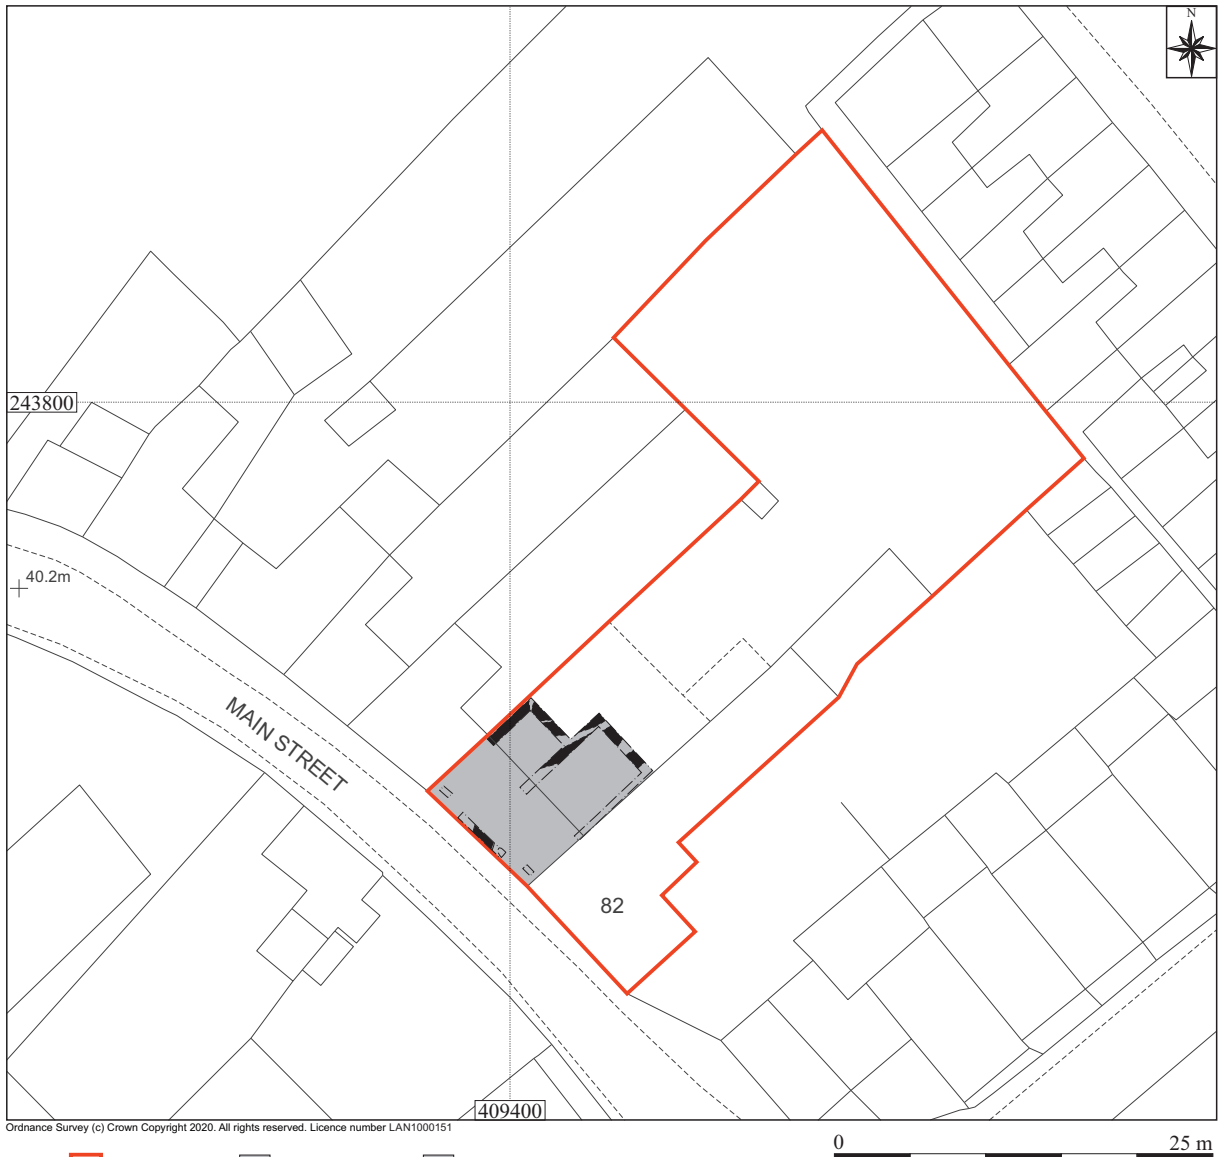 N
243800
40.2m
MAIN STREET
82
409400
Ordnance Survey (c) Crown Copyright 2020. All rights reserved. Licence number LAN1000151
0 25 m